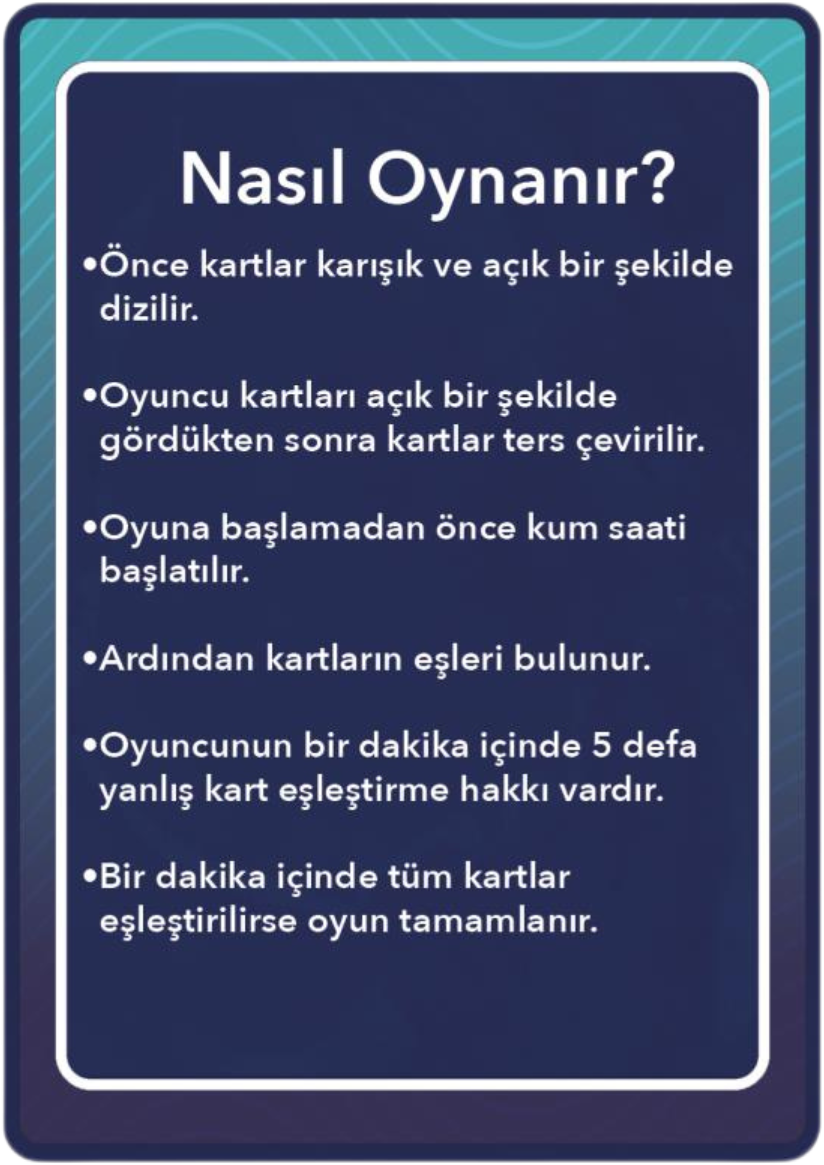 Nasıl Oynanır?
•Önce kartlar karışık ve açık bir şekilde
dizilir.
•Oyuncu kartları açık bir şekilde
gördükten sonra kartlar ters çevirilir.
•Oyuna başlamadan önce kum saati
başlatılır.
•Ardından kartların eşleri bulunur.
•Oyuncunun bir dakika içinde 5 defa
yanlış kart eşleştirme hakkı vardır.
•Bir dakika içinde tüm kartlar
eşleştirilirse oyun tamamlanır.